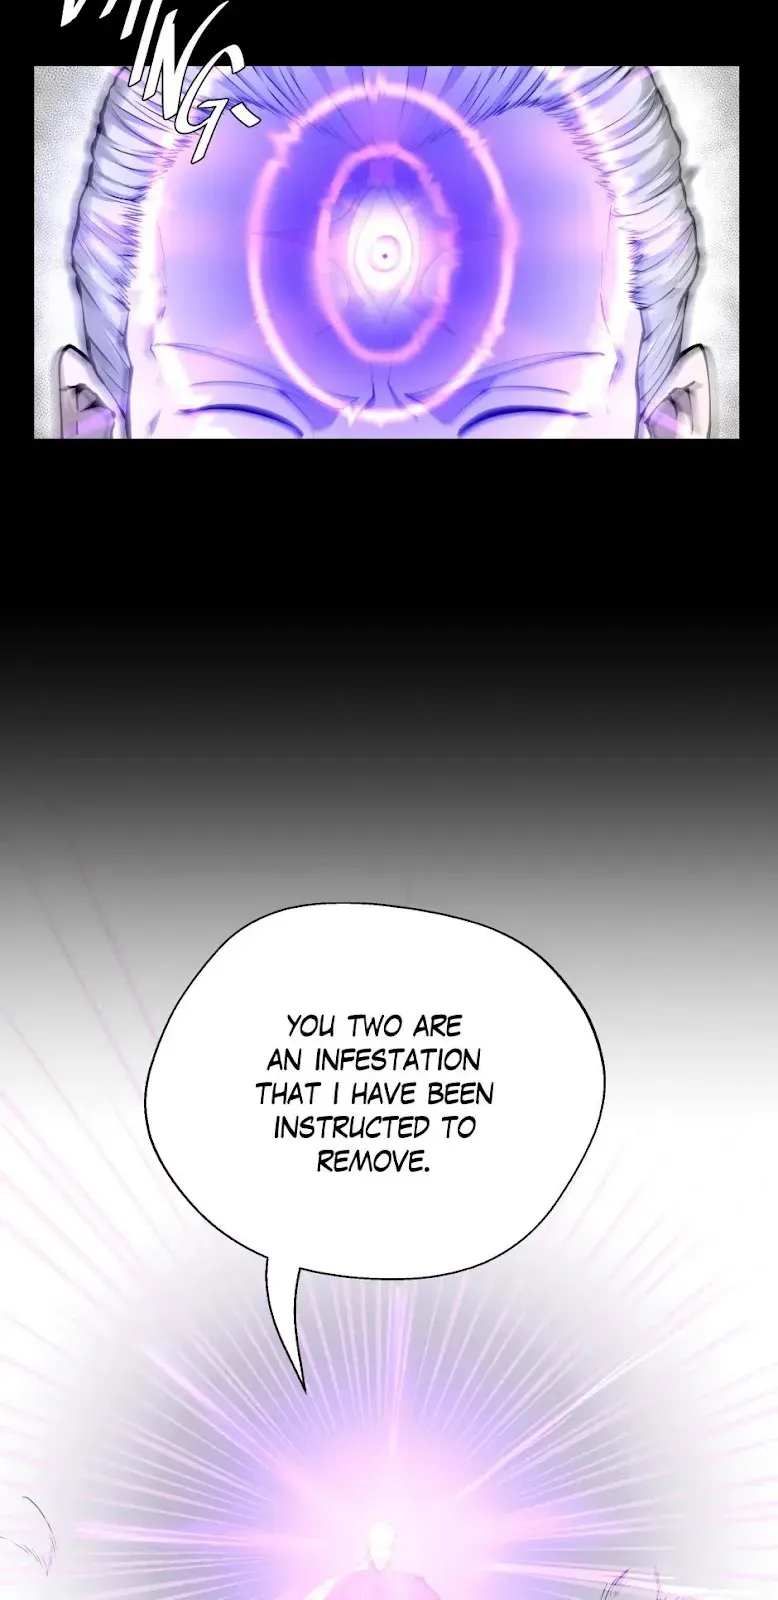 YOU TWO ARE
AN INFESTATION
THAT I HAVE BEEN
INSTRUCTED TO
REMOVE.